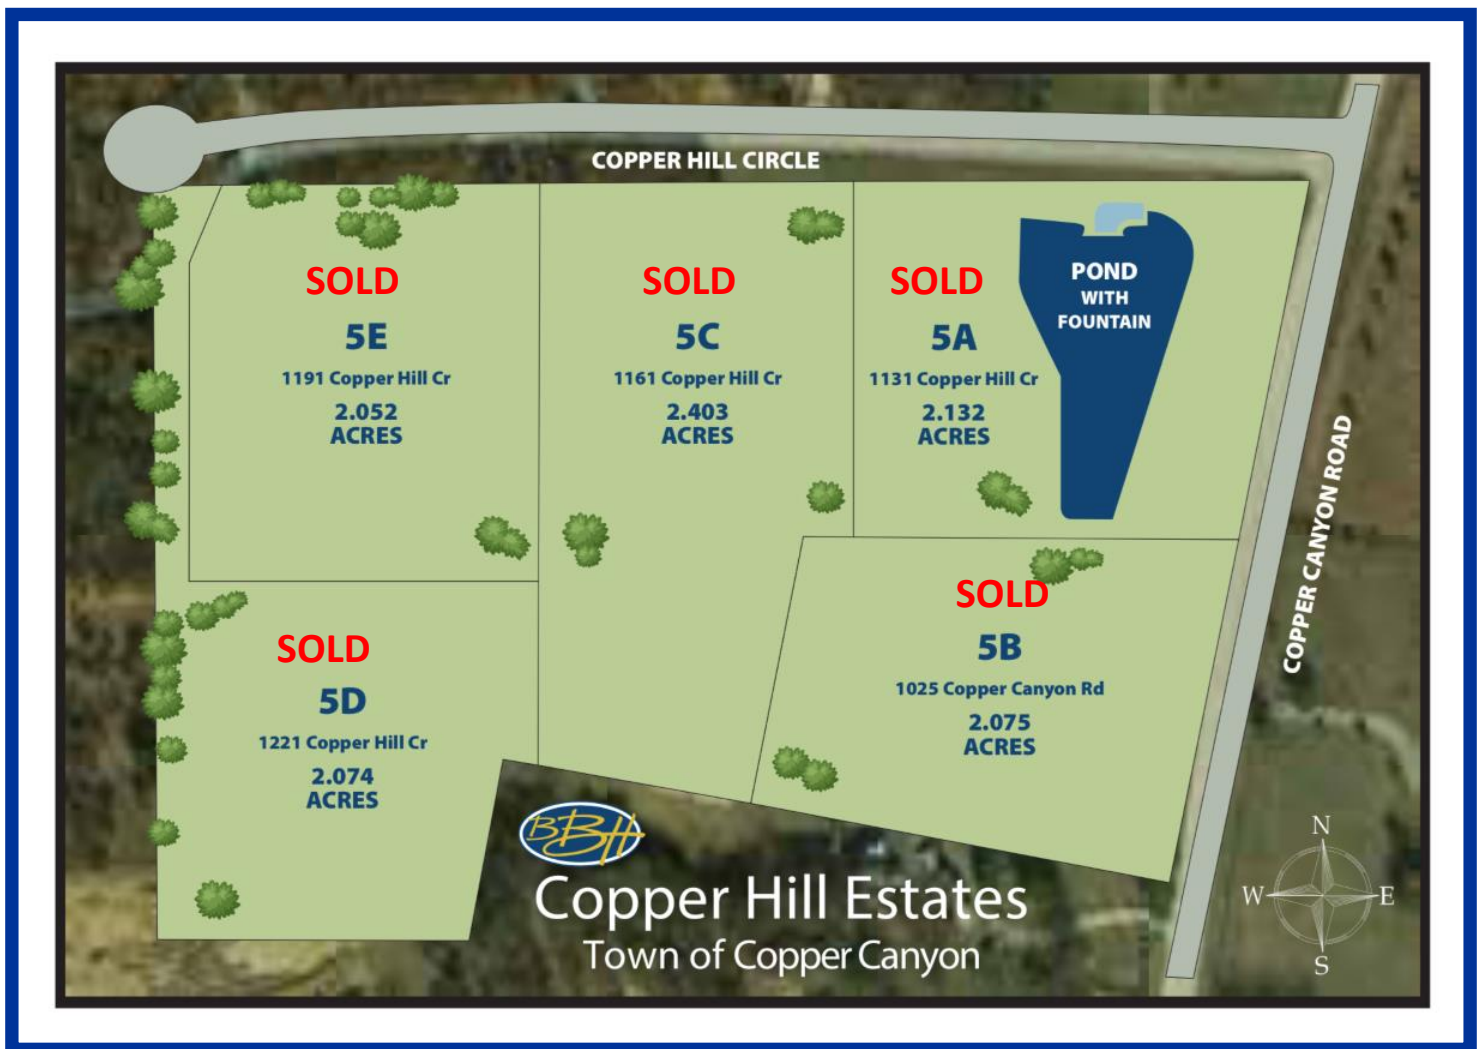 COPPER HILL CIRCLE
SOLD
5E
1191 Copper Hill Cr
2.052
ACRES
SOLD
5C
1161 Copper Hill Cr
2.403
ACRES
SOLD
5A
1131 Copper Hill Cr
2.132
ACRES
POND
WITH
FOUNTAIN
COPPER CANYON ROAD
SOLD
5D
1221 Copper Hill Cr
2.074
ACRES
SOLD
5B
1025 Copper Canyon Rd
2.075
ACRES
BBH
Copper Hill Estates
Town of Copper Canyon
N
W
E
S